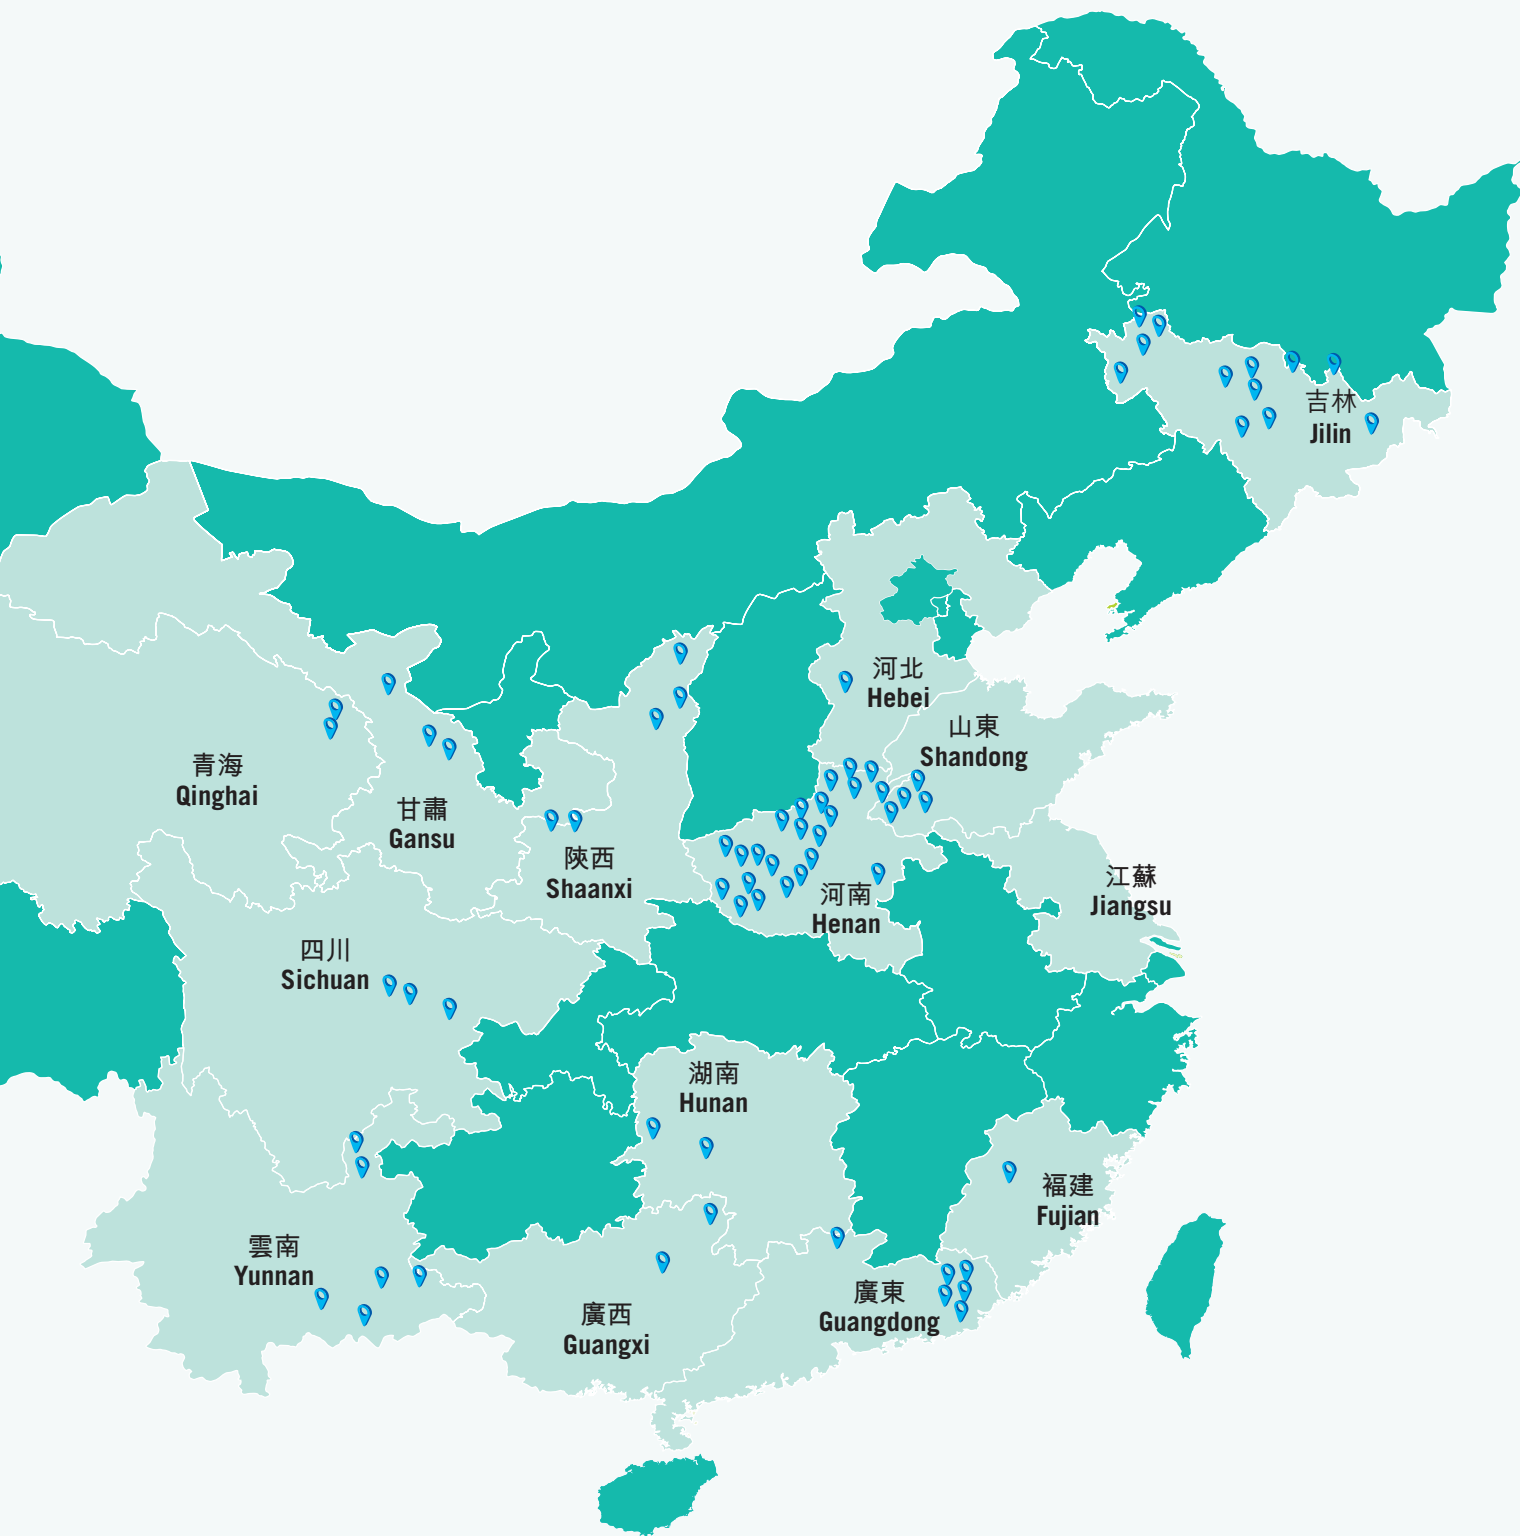 吉林
Jilin
河北
Hebei
山東
Shandong
青海
Qinghai
甘肅
Gansu
陝西
Shaanxi
河南
Henan
江蘇
Jiangsu
四川
Sichuan
湖南
Hunan
福建
Fujian
雲南
Yunnan
廣西
Guangxi
廣東
Guangdong